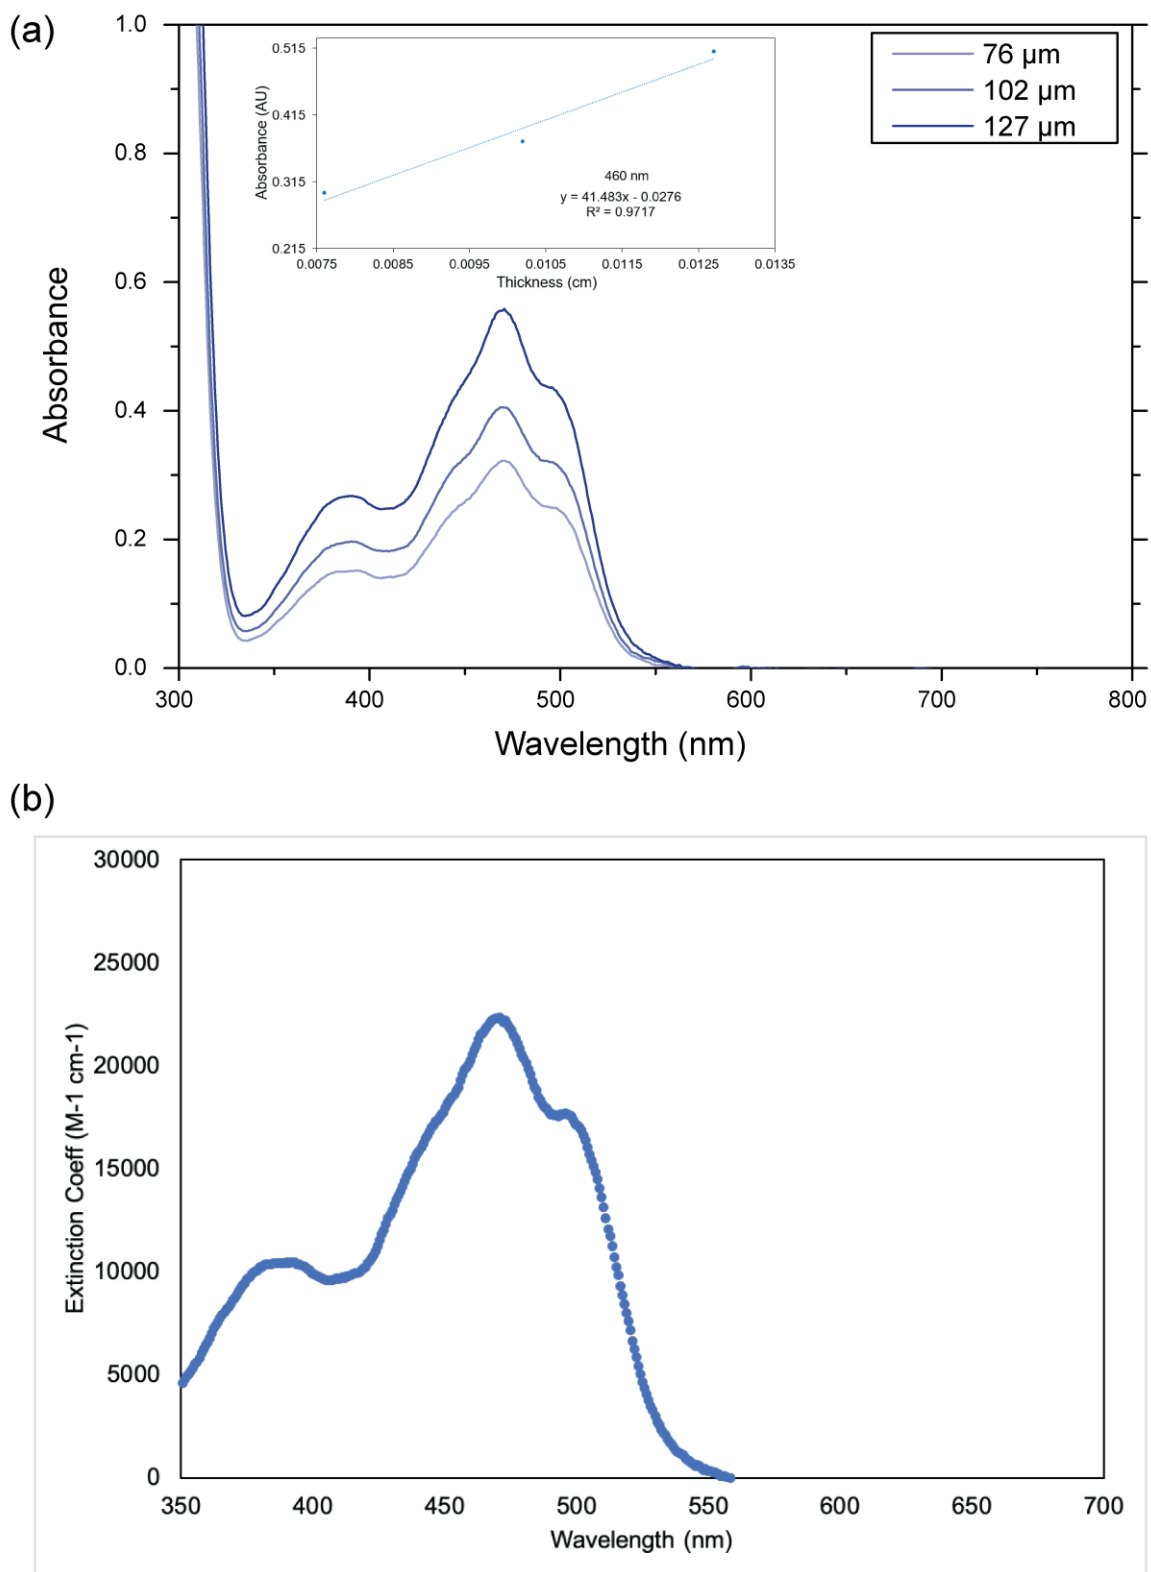 (a)
1.0
0.8
0.6
0.4
0.2
0.0
Absorbance
300
400
500
600
700
800
Wavelength (nm)
76 μm
102 μm
127 μm
0.515
0.415
0.315
0.215
Absorbance (AU)
460 nm
y = 41.483x - 0.0276
R² = 0.9717
0.0075
0.0085
0.0095
0.0105
0.0115
0.0125
0.0135
Thickness (cm)
(b)
30000
25000
20000
15000
10000
5000
0
Extinction Coeff (M-1 cm-1)
350
400
450
500
550
600
650
700
Wavelength (nm)